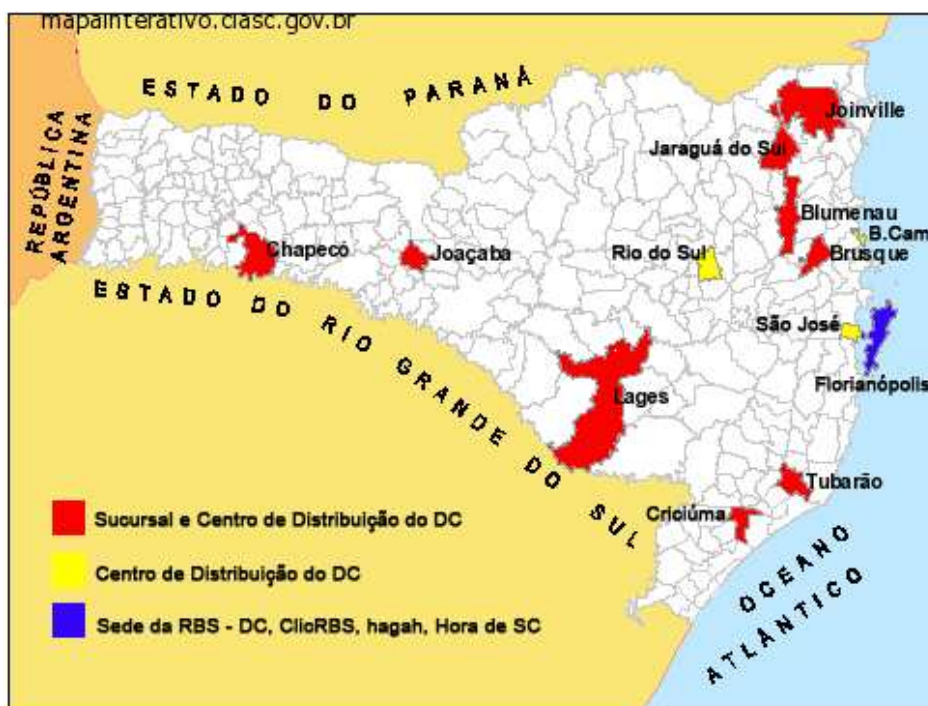 mapainterativo.ciasc.gov.br
ESTADO DO PARANÁ
REPÚBLICA
ARGENTINA
Joinville
Jaraguá do Sul
Blumenau
B.Cam
Brusque
Chapecó
Joaçaba
Rio do Sul
São José
Florianópolis
ESTADO DO RIO GRANDE DO SUL
Lages
Tubarão
Criciúma
OCEANO
ATLÂNTICO
Sucursal e Centro de Distribuição do DC
Centro de Distribuição do DC
Sede da RBS - DC, ClicRBS, hagah, Hora de SC